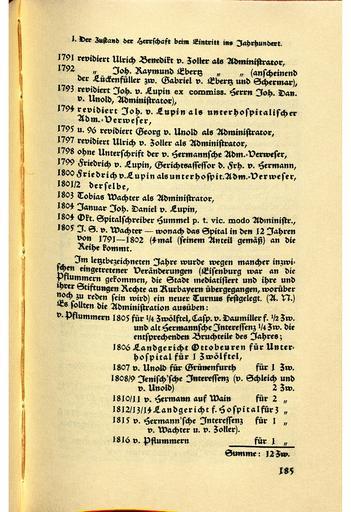 I. Der Zustand der Herrschaft beim Eintritt ins Jahrhundert.
1791 revidiert Ulrich Benedikt v. Zoller als Administrator,
1792 „ Joh. Raymund Ebertz „ „ (anscheinend
der Lückenfüller zw. Gabriel v. Ebertz und Schermar),
1793 revidiert Joh. v. Lupin ex commiss. Herrn Joh. Dan.
v. Unold, Administrator),
1794 revidiert Joh. v. Lupin als unterhospitalischer
Adm.-Verweser,
1795 u. 96 revidiert Georg v. Unold als Administrator,
1797 revidiert Ulrich v. Zoller als Administrator,
1798 ohne Unterschrift der v. Hermannsche Adm.-Verweser,
1799 Friedrich v. Lupin, Gerichtsassessor d. Frh. v. Hermann,
1800 Friedrich v. Lupin als unterhospit. Adm.-Verweser,
1801/2 derselbe,
1803 Tobias Wachter als Administrator,
1804 Januar Joh. Daniel v. Lupin,
1804 Okt. Spitalschreiber Hummel p. t. vic. modo Administr.,
1805 J. S. v. Wachter — wonach das Spital in den 12 Jahren
von 1791—1802 (4mal (seinem Anteil gemäß) an die
Reihe kommt.
Im letztbezeichneten Jahre wurde wegen mancher inzwi-
schen eingetretener Veränderungen (Eisenburg war an die
Pflummern gekommen, die Stadt mediatisiert und ihre und
ihrer Stiftungen Rechte an Kurbayern übergegangen, worüber
noch zu reden sein wird) ein neuer Turnus festgelegt. (A. N.)
Es sollten die Administration ausüben:
v. Pflummern 1805 für ¼ Zwölftel, Casp. v. Daumiller f. ½ Zw.
und als Hermannsche Interessenz ¼ Zw. die
entsprechenden Bruchteile des Jahres;
1806 Landgericht Ottobeuren für Unter-
hospital für 1 Zwölftel,
1807 v. Unold für Grünenfurth für 1 Zw.
1808/9 Jenisch'sche Interessenz (v. Schleich und
v. Unold) 2 Zw.
1810/11 v. Hermann auf Wain für 2 „
1812/13/14 Landgericht f. Hospital für 3 „
1815 v. Hermann'sche Interessenz für 1 „
v. Wachter u. v. Zoller).
1816 v. Pflummern für 1 „
Summe: 12 Zw.
185